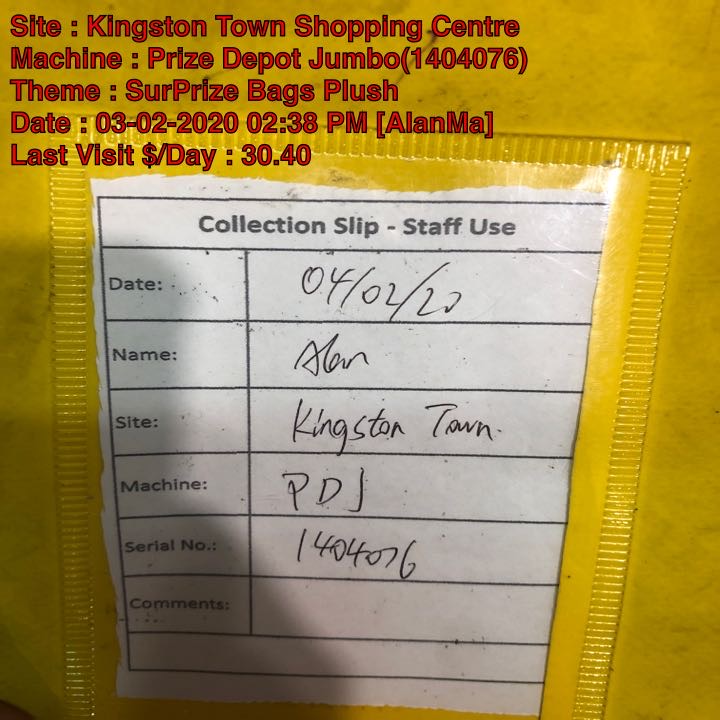 Site : Kingston Town Shopping Centre
Machine : Prize Depot Jumbo(1404076)
Theme : SurPrize Bags Plush
Date : 03-02-2020 02:38 PM [AlanMa]
Last Visit $/Day : 30.40
Collection Slip - Staff Use
Date: 04/02/20
Name: Alan
Site: Kingston Town
Machine: PDJ
Serial No.: 1404076
Comments: